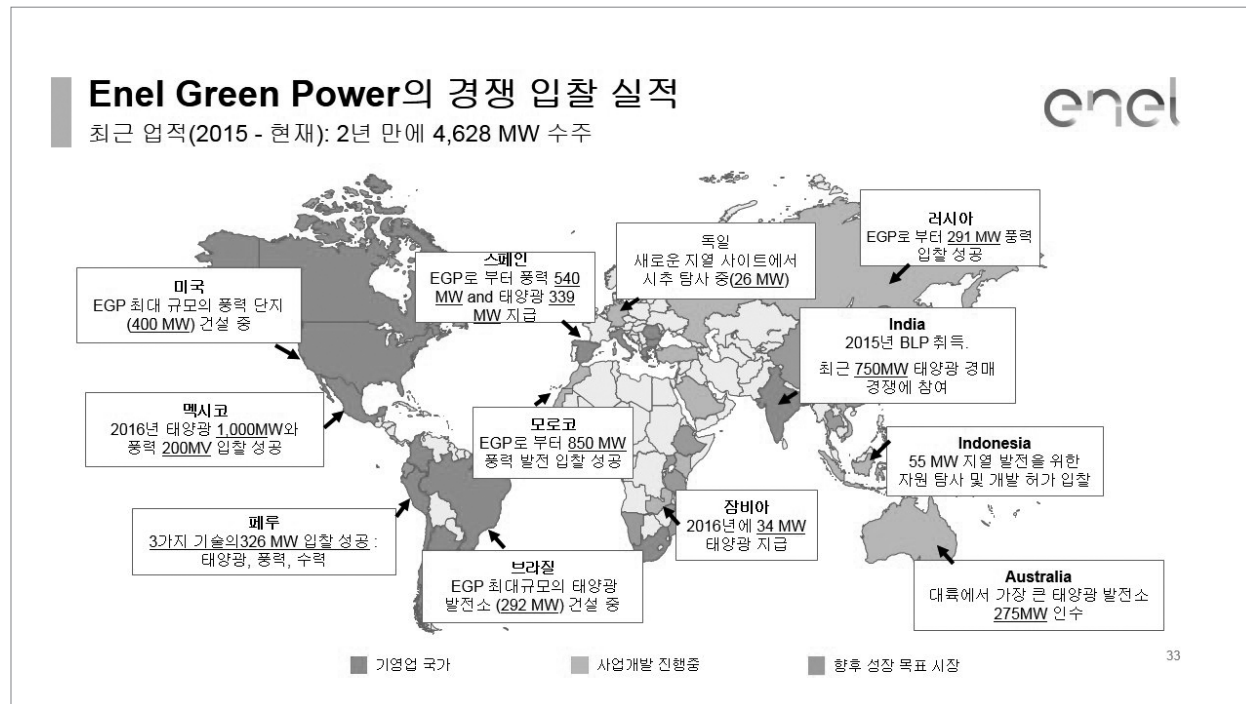 Enel Green Power의 경쟁 입찰 실적
최근 업적(2015 - 현재): 2년 만에 4,628 MW 수주
enel
러시아
EGP로 부터 291 MW 풍력
입찰 성공
독일
새로운 지열 사이트에서
시추 탐사 중(26 MW)
스페인
EGP로 부터 풍력 540
MW and 태양광 339
MW 지급
미국
EGP 최대 규모의 풍력 단지
(400 MW) 건설 중
India
2015년 BLP 취득.
최근 750MW 태양광 경매
경쟁에 참여
멕시코
2016년 태양광 1,000MW와
풍력 200MV 입찰 성공
모로코
EGP로 부터 850 MW
풍력 발전 입찰 성공
Indonesia
55 MW 지열 발전을 위한
자원 탐사 및 개발 허가 입찰
페루
3가지 기술의326 MW 입찰 성공 :
태양광, 풍력, 수력
잠비아
2016년에 34 MW
태양광 지급
브라질
EGP 최대규모의 태양광
발전소 (292 MW) 건설 중
Australia
대륙에서 가장 큰 태양광 발전소
275MW 인수
기영업 국가
사업개발 진행중
향후 성장 목표 시장
33